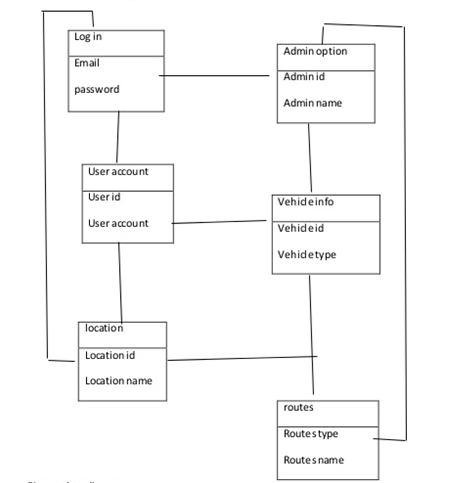 Log in
Email
password
Admin option
Admin id
Admin name
User account
User id
User account
Vehicle info
Vehicle id
Vehicle type
location
Location id
Location name
routes
Routes type
Routes name